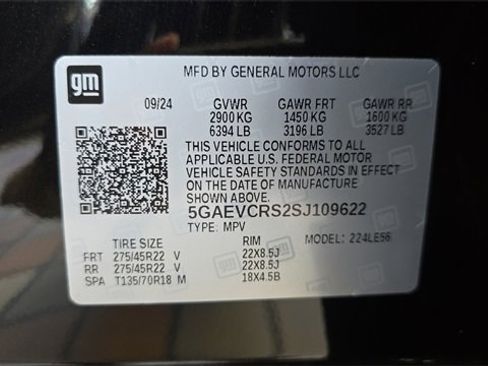 gm
MFD BY GENERAL MOTORS LLC
09/24 GVWR GAWR FRT GAWR RR
2900 KG 1450 KG 1600 KG
6394 LB 3196 LB 3527 LB
THIS VEHICLE CONFORMS TO ALL
APPLICABLE U.S. FEDERAL MOTOR
VEHICLE SAFETY STANDARDS IN EFFECT
ON THE DATE OF MANUFACTURE
SHOWN ABOVE.
5GAEVCRS2SJ109622
TYPE: MPV MODEL: 224LE56
TIRE SIZE RIM
FRT 275/45R22 V 22X8.5J
RR 275/45R22 V 22X8.5J
SPA T135/70R18 M 18X4.5B